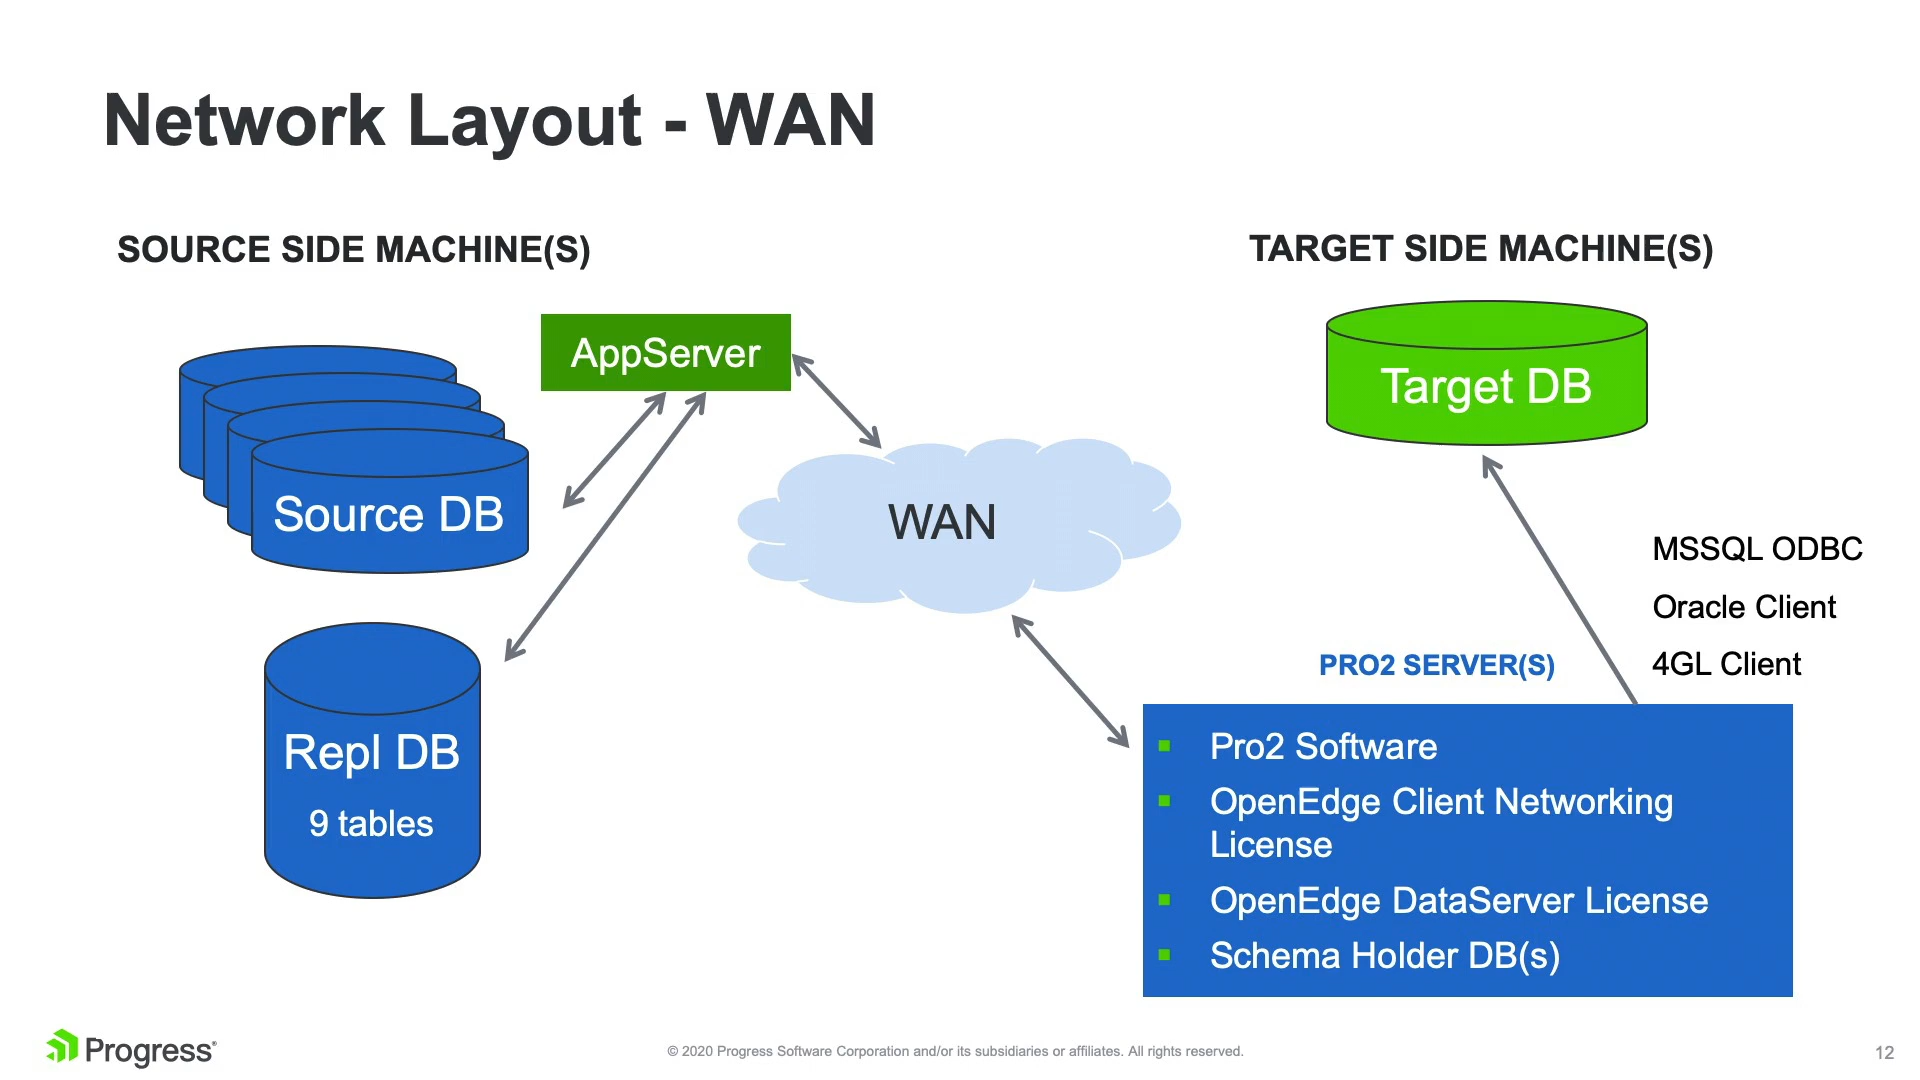 Network Layout - WAN
SOURCE SIDE MACHINE(S)
TARGET SIDE MACHINE(S)
AppServer
Source DB
Repl DB
9 tables
WAN
Target DB
MSSQL ODBC
Oracle Client
4GL Client
PRO2 SERVER(S)
▪ Pro2 Software
▪ OpenEdge Client Networking
License
▪ OpenEdge DataServer License
▪ Schema Holder DB(s)
Progress®
© 2020 Progress Software Corporation and/or its subsidiaries or affiliates. All rights reserved.
12